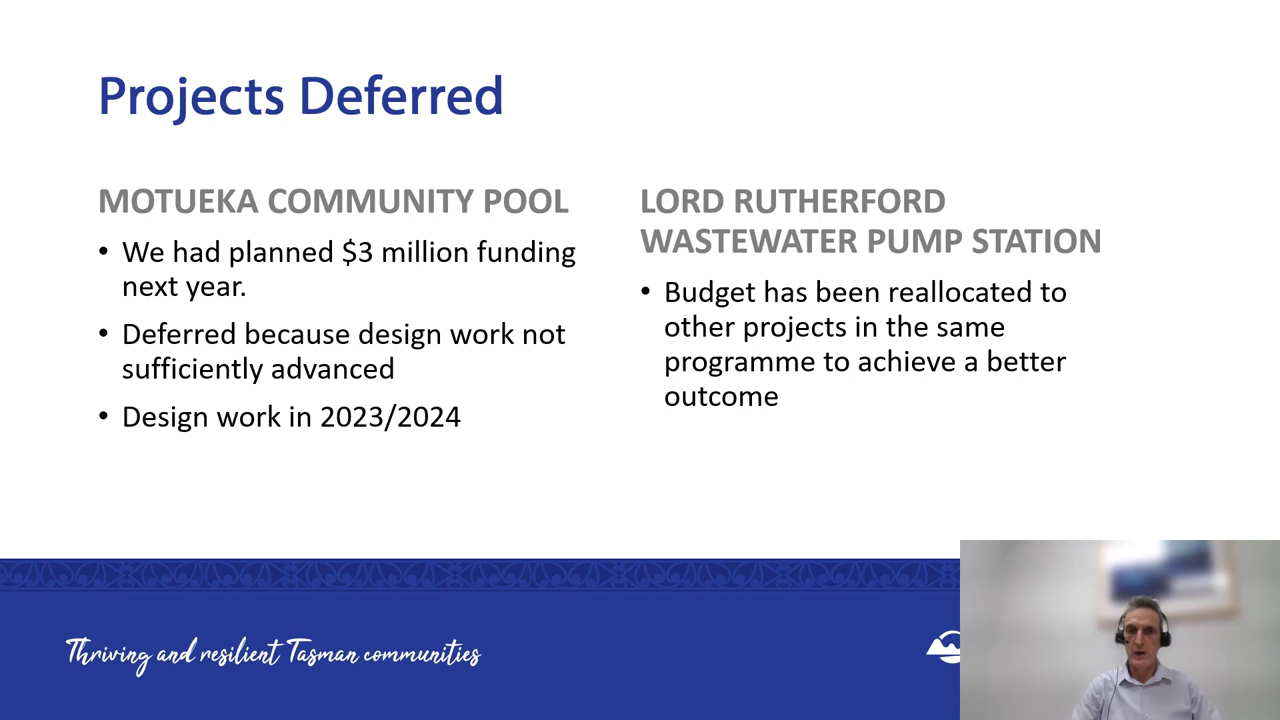 Projects Deferred
MOTUEKA COMMUNITY POOL
• We had planned $3 million funding
next year.
• Deferred because design work not
sufficiently advanced
• Design work in 2023/2024
LORD RUTHERFORD
WASTEWATER PUMP STATION
• Budget has been reallocated to
other projects in the same
programme to achieve a better
outcome
Thriving and resilient Tasman communities